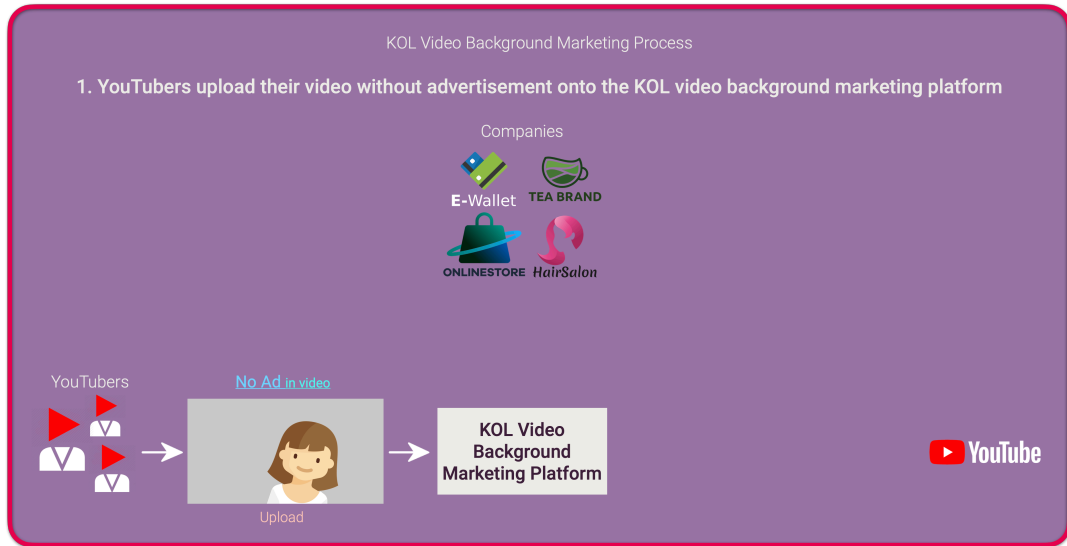 KOL Video Background Marketing Process
1. YouTubers upload their video without advertisement onto the KOL video background marketing platform
Companies
E-Wallet
TEA BRAND
ONLINESTORE
HairSalon
YouTubers
No Ad in video
KOL Video
Background
Marketing Platform
YouTube
Upload